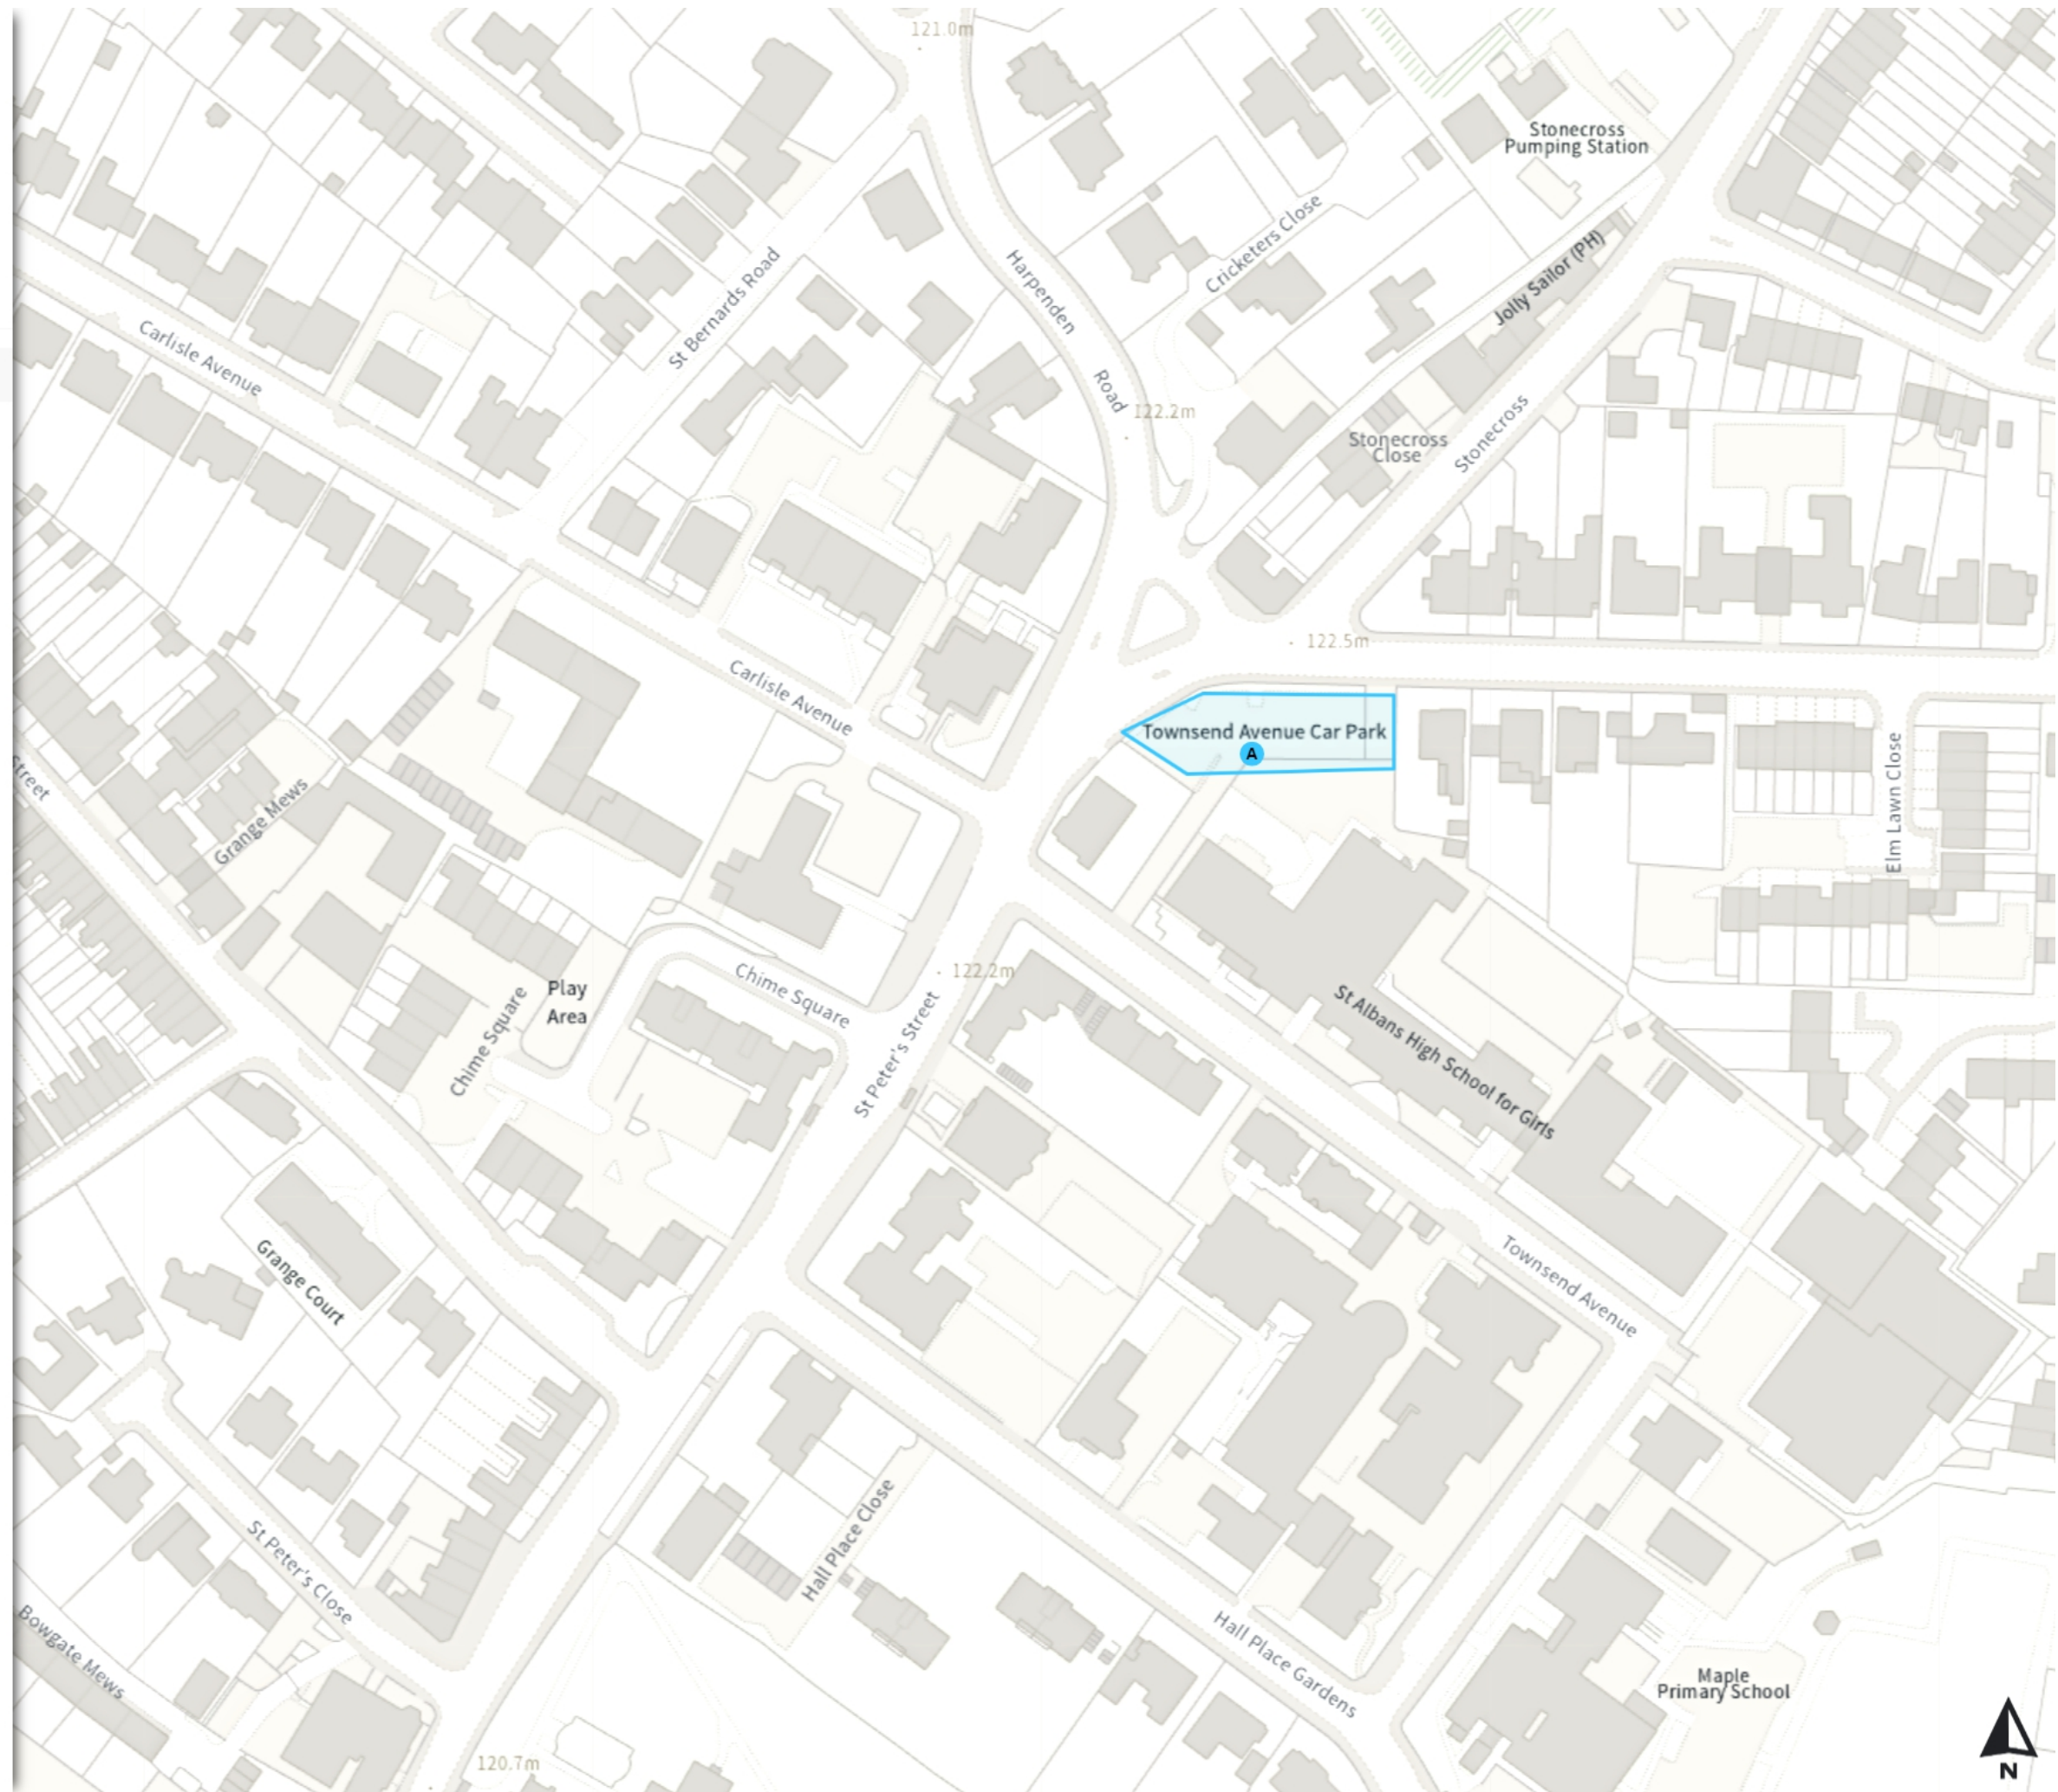 121.0m
Stonecross
Pumping Station
Cricketers Close
Harpenden
Road
St Bernards Road
Jolly Sailor (PH)
Carlisle Avenue
122.2m
Stonecross
Close
Stonecross
122.5m
Carlisle Avenue
Townsend Avenue Car Park
A
Elm Lawn Close
Street
Grange Mews
Chime Square
122.2m
Play
Area
Chime Square
St Peter's Street
St Albans High School for Girls
Grange Court
Townsend Avenue
Hall Place Close
St Peter's Close
Bowgate Mews
Hall Place Gardens
Maple
Primary School
120.7m
N